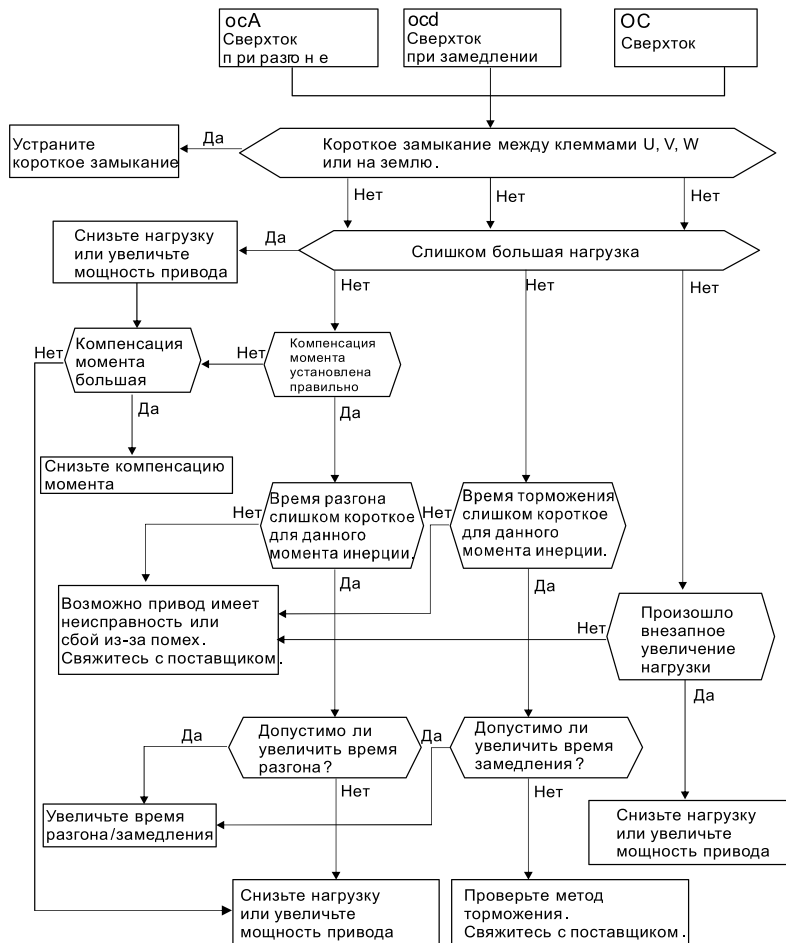 ocA
Сверхток
при разгоне
ocd
Сверхток
при замедлении
OC
Сверхток
Устраните
короткое замыкание
Да
Короткое замыкание между клеммами U, V, W
или на землю.
Нет
Нет
Нет
Снизьте нагрузку
или увеличьте
мощность привода
Да
Слишком большая нагрузка
Нет
Нет
Нет
Нет
Компенсация
момента
большая
Нет
Компенсация
момента
установлена
правильно
Да
Да
Снизьте компенсацию
момента
Нет
Время разгона
слишком короткое
для данного
момента инерции.
Нет
Время торможения
слишком короткое
для данного
момента инерции.
Да
Да
Возможно привод имеет
неисправность или
сбой из-за помех.
Свяжитесь с поставщиком.
Нет
Произошло
внезапное
увеличение
нагрузки
Да
Да
Допустимо ли
увеличить время
разгона?
Да
Допустимо ли
увеличить время
замедления?
Нет
Нет
Увеличьте время
разгона/замедления
Снизьте нагрузку
или увеличьте
мощность привода
Снизьте нагрузку
или увеличьте
мощность привода
Проверьте метод
торможения.
Свяжитесь с поставщиком.